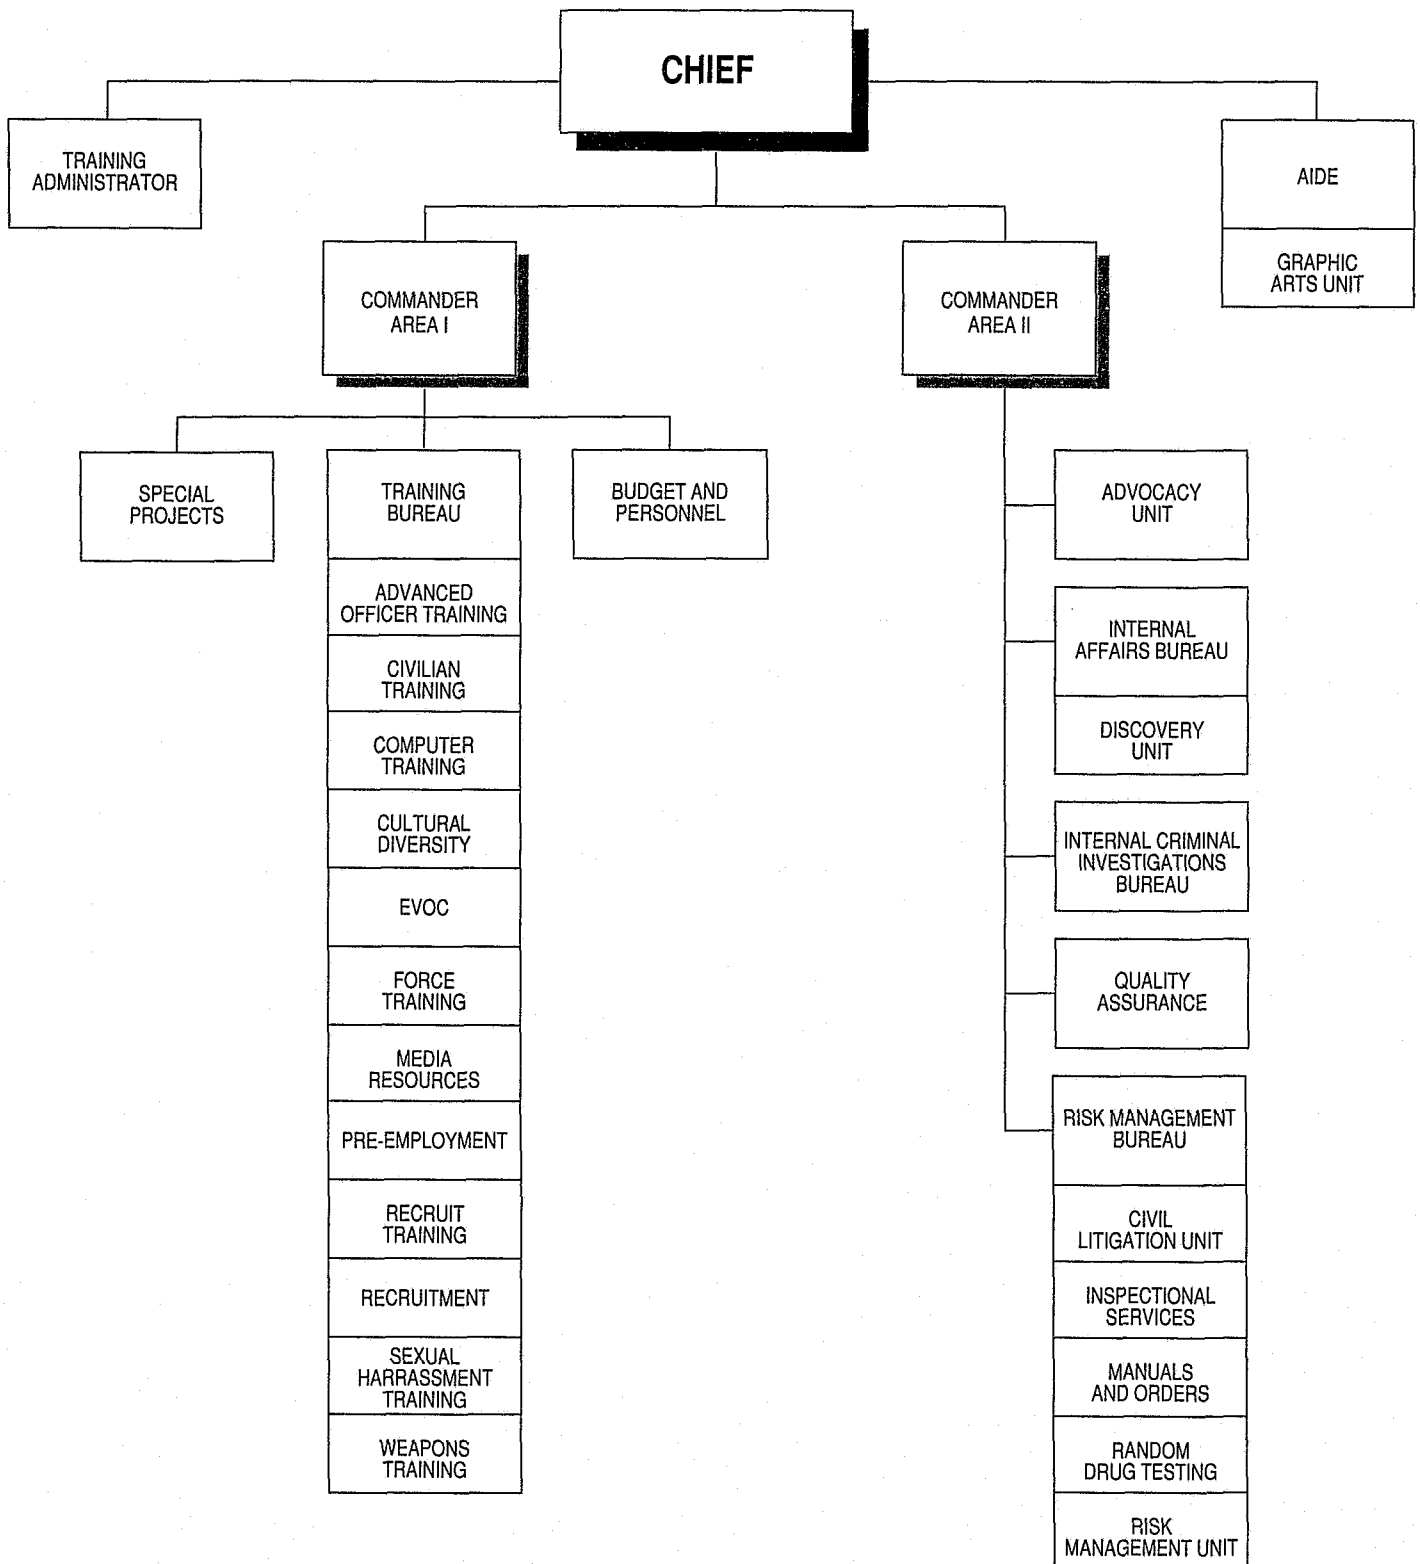 CHIEF
TRAINING
ADMINISTRATOR
AIDE
GRAPHIC
ARTS UNIT
COMMANDER
AREA I
COMMANDER
AREA II
SPECIAL
PROJECTS
TRAINING
BUREAU
BUDGET AND
PERSONNEL
ADVANCED
OFFICER TRAINING
CIVILIAN
TRAINING
COMPUTER
TRAINING
CULTURAL
DIVERSITY
EVOC
FORCE
TRAINING
MEDIA
RESOURCES
PRE-EMPLOYMENT
RECRUIT
TRAINING
RECRUITMENT
SEXUAL
HARRASSMENT
TRAINING
WEAPONS
TRAINING
ADVOCACY
UNIT
INTERNAL
AFFAIRS BUREAU
DISCOVERY
UNIT
INTERNAL CRIMINAL
INVESTIGATIONS
BUREAU
QUALITY
ASSURANCE
RISK MANAGEMENT
BUREAU
CIVIL
LITIGATION UNIT
INSPECTIONAL
SERVICES
MANUALS
AND ORDERS
RANDOM
DRUG TESTING
RISK
MANAGEMENT UNIT